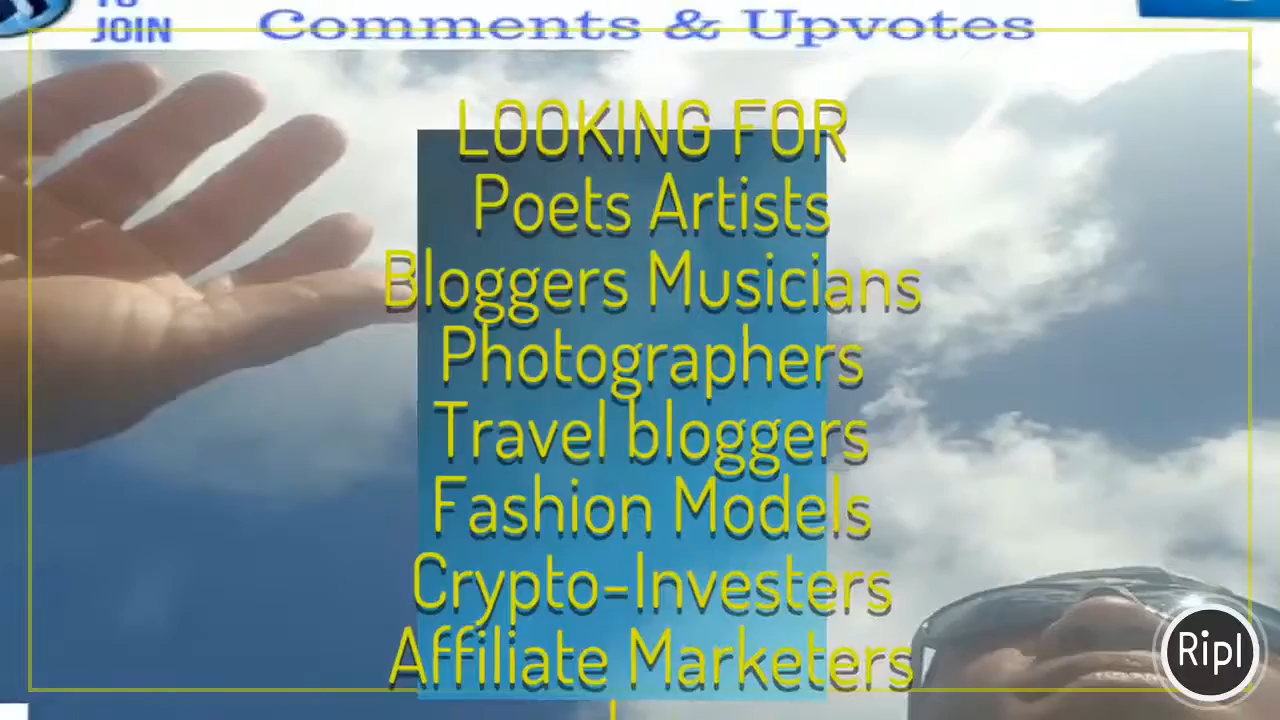 TO
JOIN
Comments & Upvotes
LOOKING FOR
Poets Artists
Bloggers Musicians
Photographers
Travel bloggers
Fashion Models
Crypto-Investers
Affiliate Marketers
Ripl